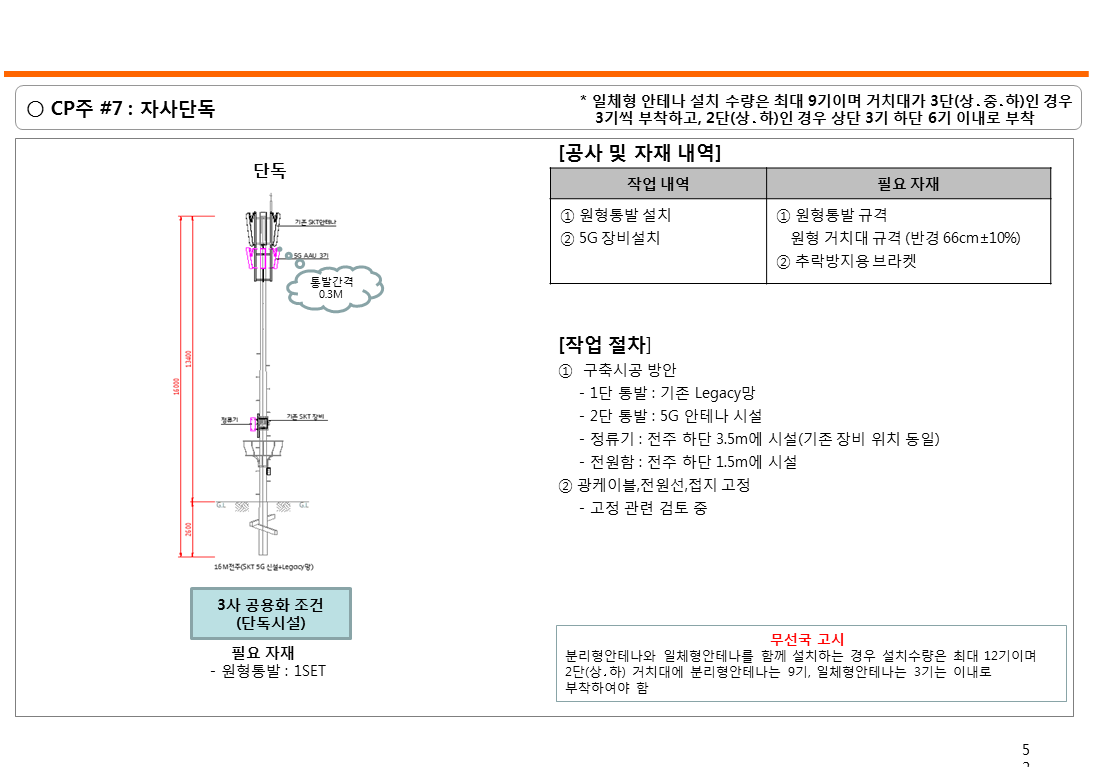 ○ CP주 #7 : 자사단독
* 일체형 안테나 설치 수량은 최대 9기이며 거치대가 3단(상.중.하)인 경우
3기씩 부착하고, 2단(상.하)인 경우 상단 3기 하단 6기 이내로 부착
단독
기존 SKT안테나
5G AAU 3기
통발간격
0.3M
16000
13400
정류기
기존 SKT 장비
G.L
G.L
2600
16M전주(SKT 5G 신설+Legacy망)
3사 공용화 조건
(단독시설)
필요 자재
- 원형통발 : 1SET
[공사 및 자재 내역]
작업 내역
필요 자재
① 원형통발 설치
② 5G 장비설치
① 원형통발 규격
원형 거치대 규격 (반경 66cm±10%)
② 추락방지용 브라켓
[작업 절차]
① 구축시공 방안
- 1단 통발 : 기존 Legacy망
- 2단 통발 : 5G 안테나 시설
- 정류기 : 전주 하단 3.5m에 시설(기존 장비 위치 동일)
- 전원함 : 전주 하단 1.5m에 시설
② 광케이블,전원선,접지 고정
- 고정 관련 검토 중
무선국 고시
분리형안테나와 일체형안테나를 함께 설치하는 경우 설치수량은 최대 12기이며
2단(상.하) 거치대에 분리형안테나는 9기, 일체형안테나는 3기는 이내로
부착하여야 함
5